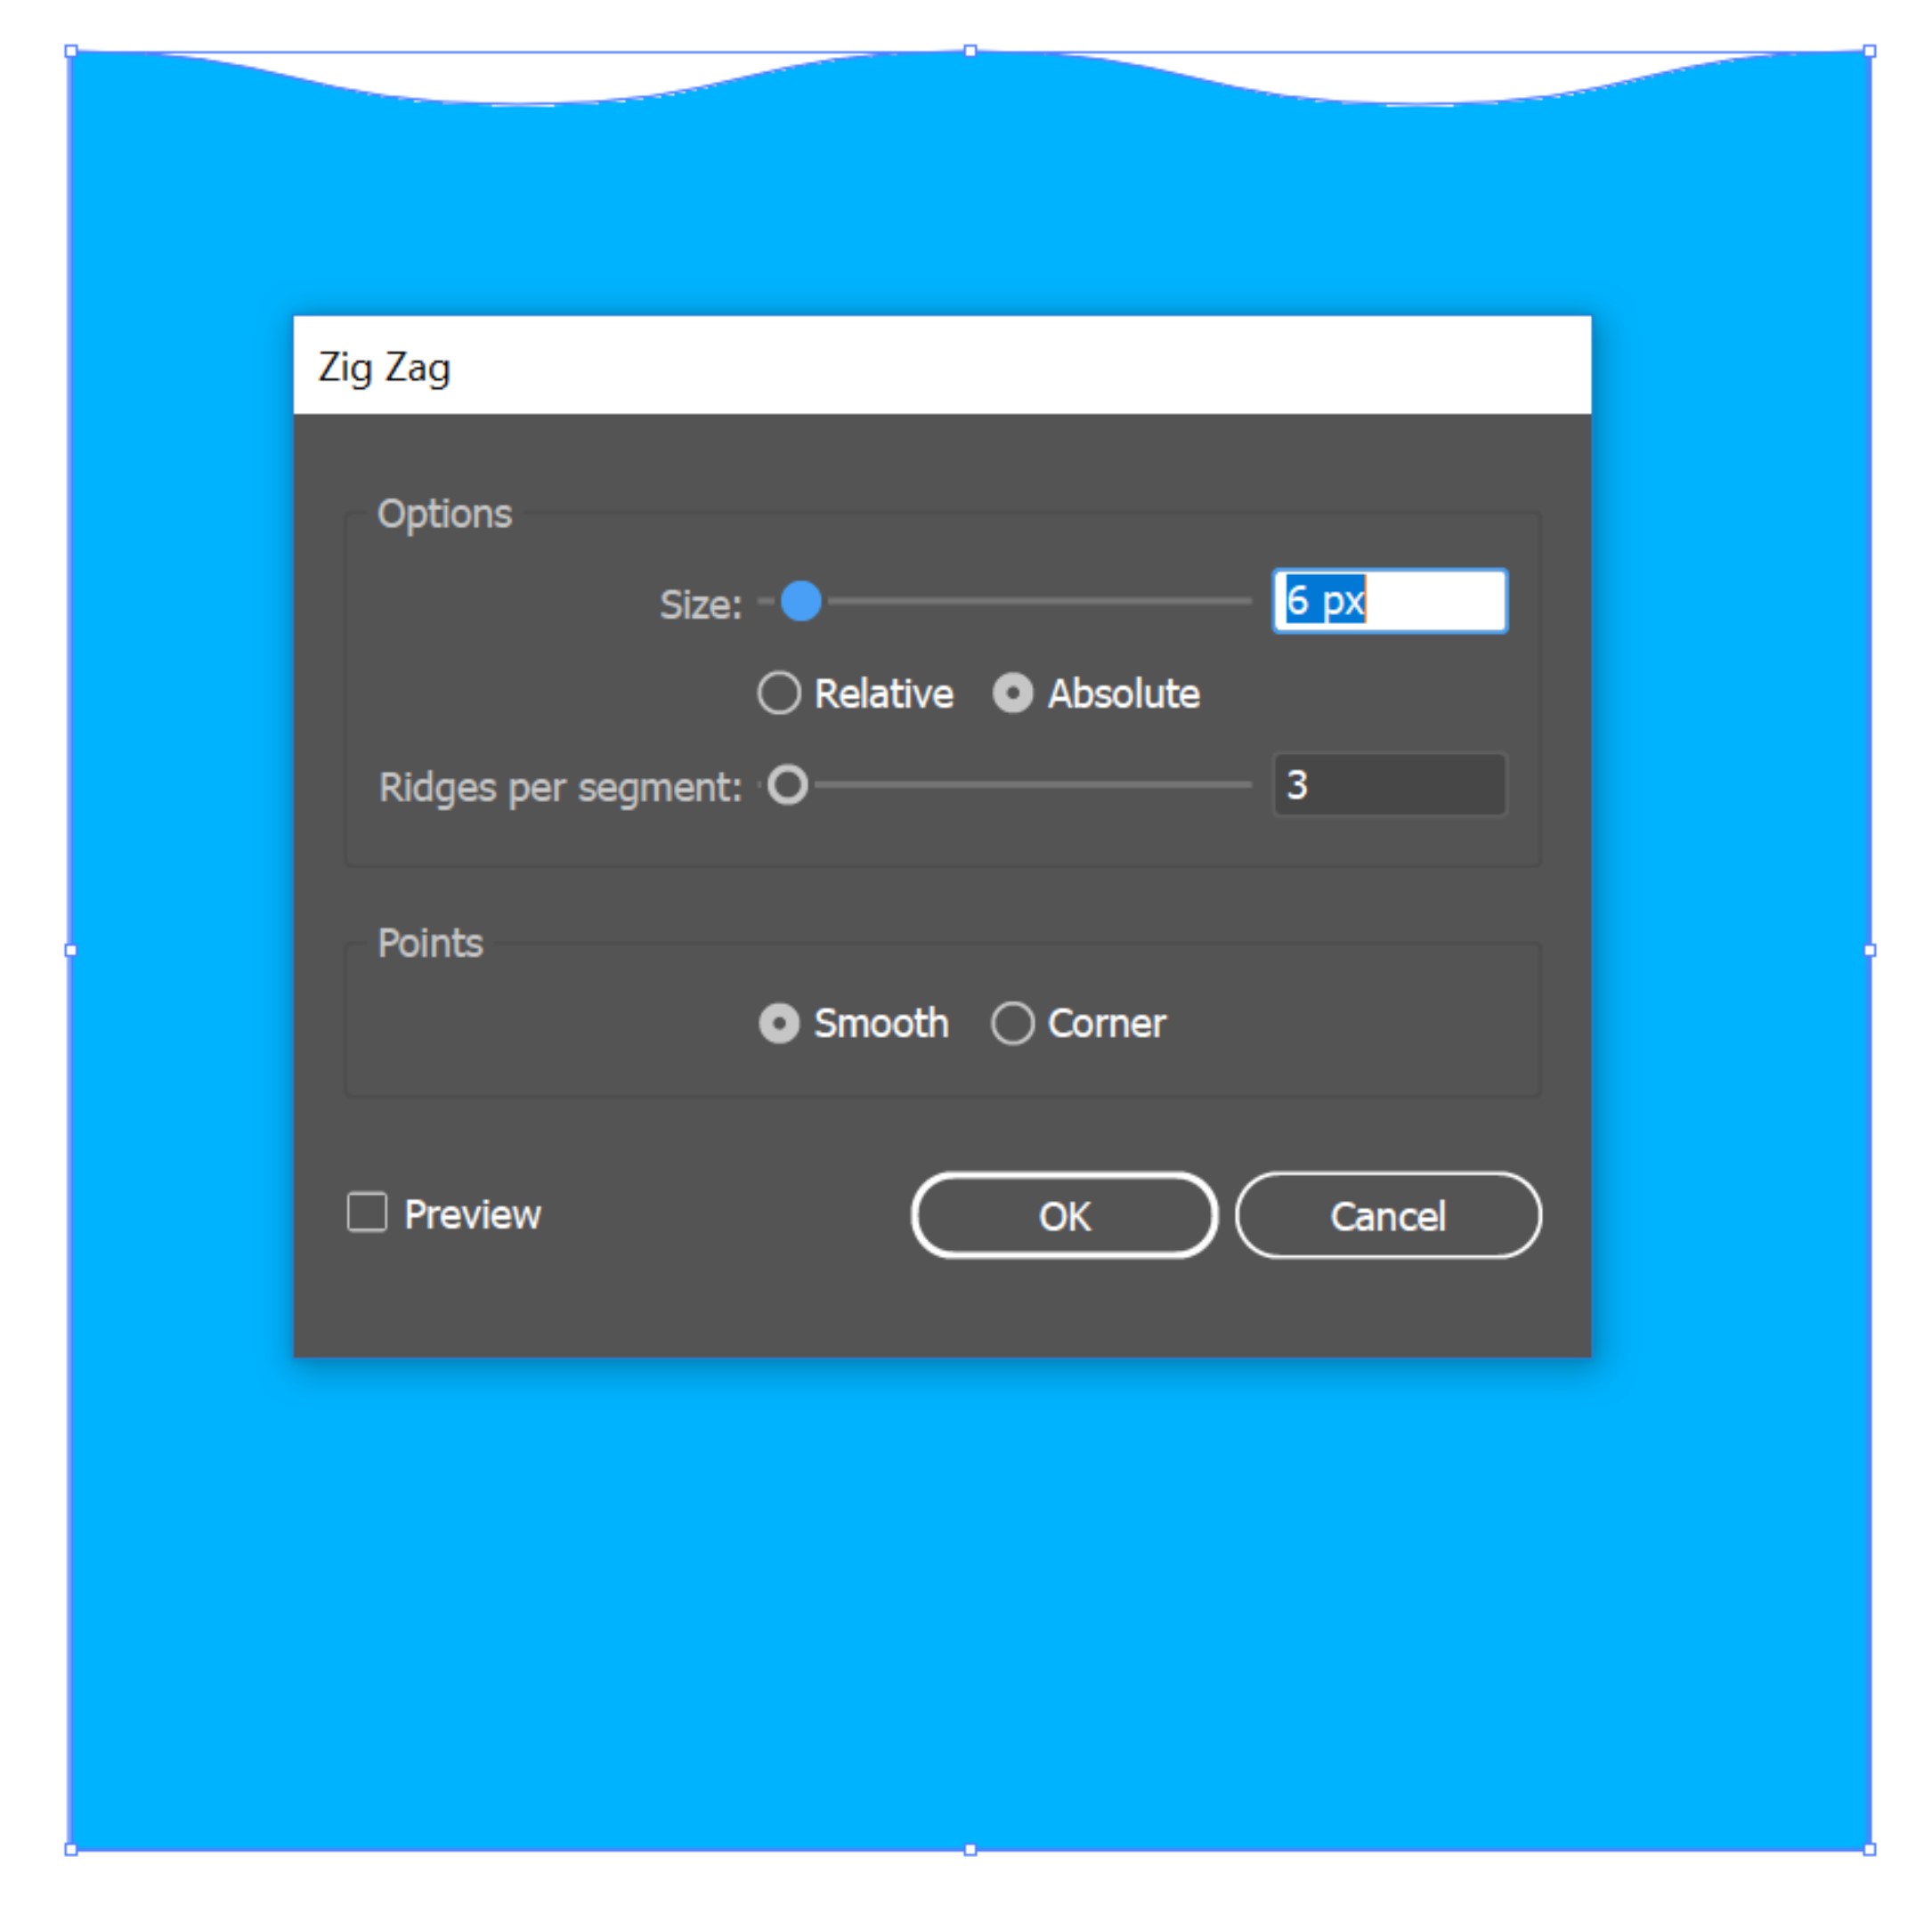 Zig Zag
Options
Size: 6 px
Relative Absolute
Ridges per segment: 3
Points
Smooth Corner
Preview OK Cancel